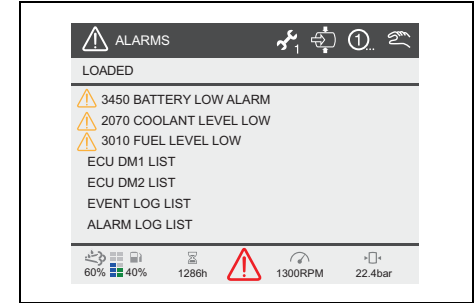 ALARMS 1 1...
LOADED
3450 BATTERY LOW ALARM
2070 COOLANT LEVEL LOW
3010 FUEL LEVEL LOW
ECU DM1 LIST
ECU DM2 LIST
EVENT LOG LIST
ALARM LOG LIST
60% 40% 1286h 1300RPM 22.4bar